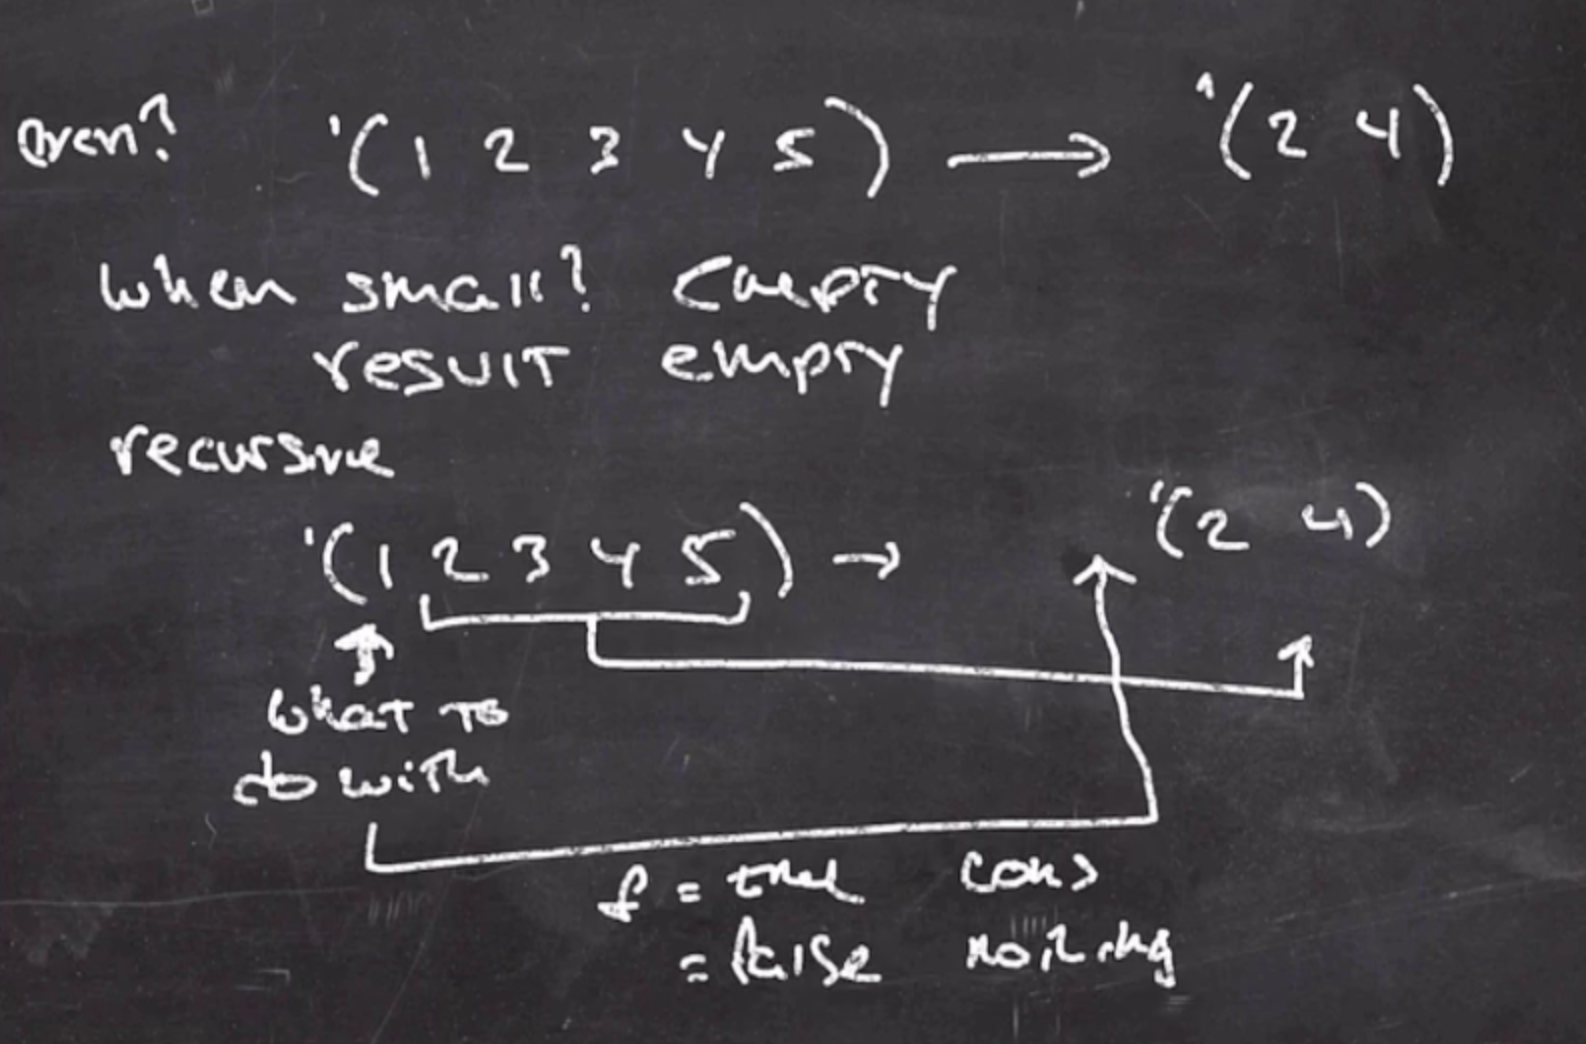 even? '(1 2 3 4 5) → '(2 4)
when small? empty
result empty
recursive
'(1 2 3 4 5) → '(2 4)
what to
do with
f = true cons
= false nothing